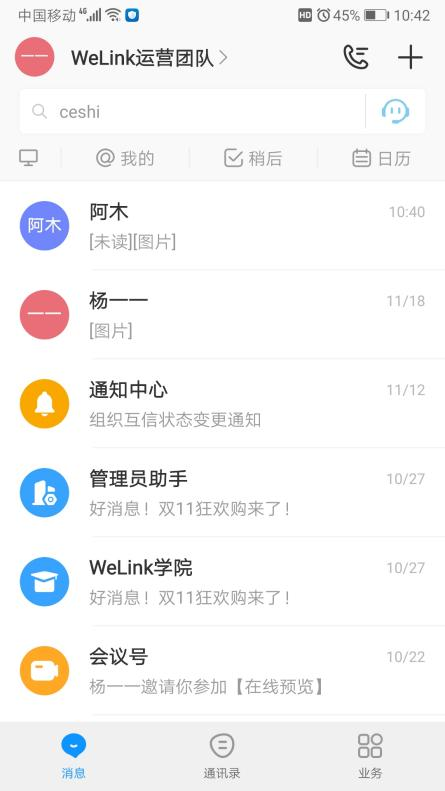 中国移动 4G HD 45% 10:42
一一 WeLink运营团队
ceshi
@我的 稍后 日历
阿木 阿木 10:40
[未读][图片]
一一 杨一一 11/18
[图片]
通知中心 11/12
组织互信状态变更通知
管理员助手 10/27
好消息！双11狂欢购来了！
WeLink学院 10/27
好消息！双11狂欢购来了！
会议号 10/22
杨一一邀请你参加【在线预览】
消息 通讯录 业务